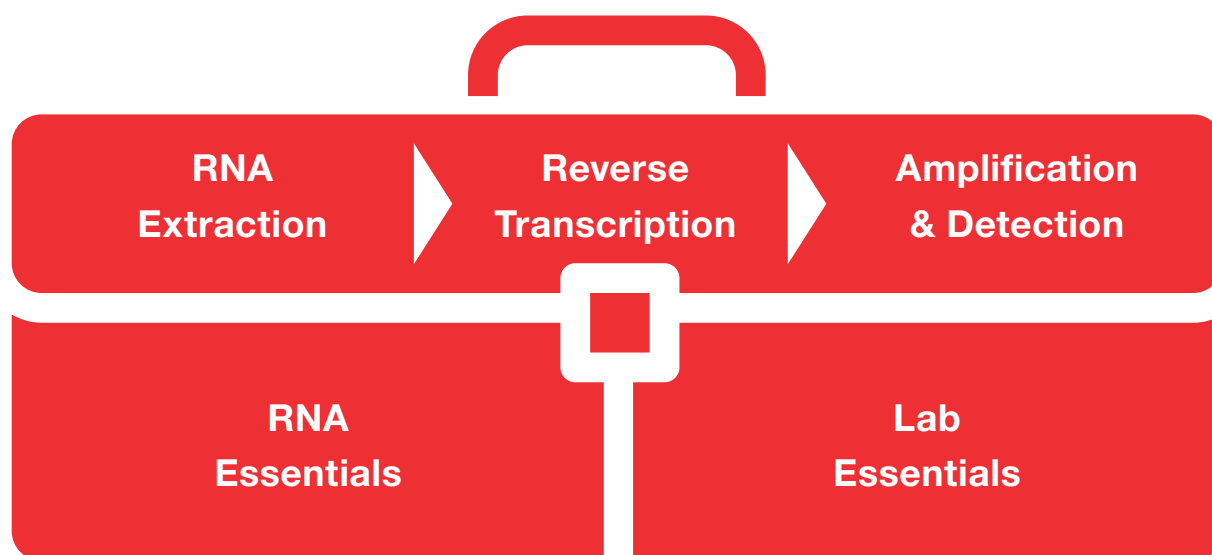 RNA
Extraction
Reverse
Transcription
Amplification
& Detection
RNA
Essentials
Lab
Essentials